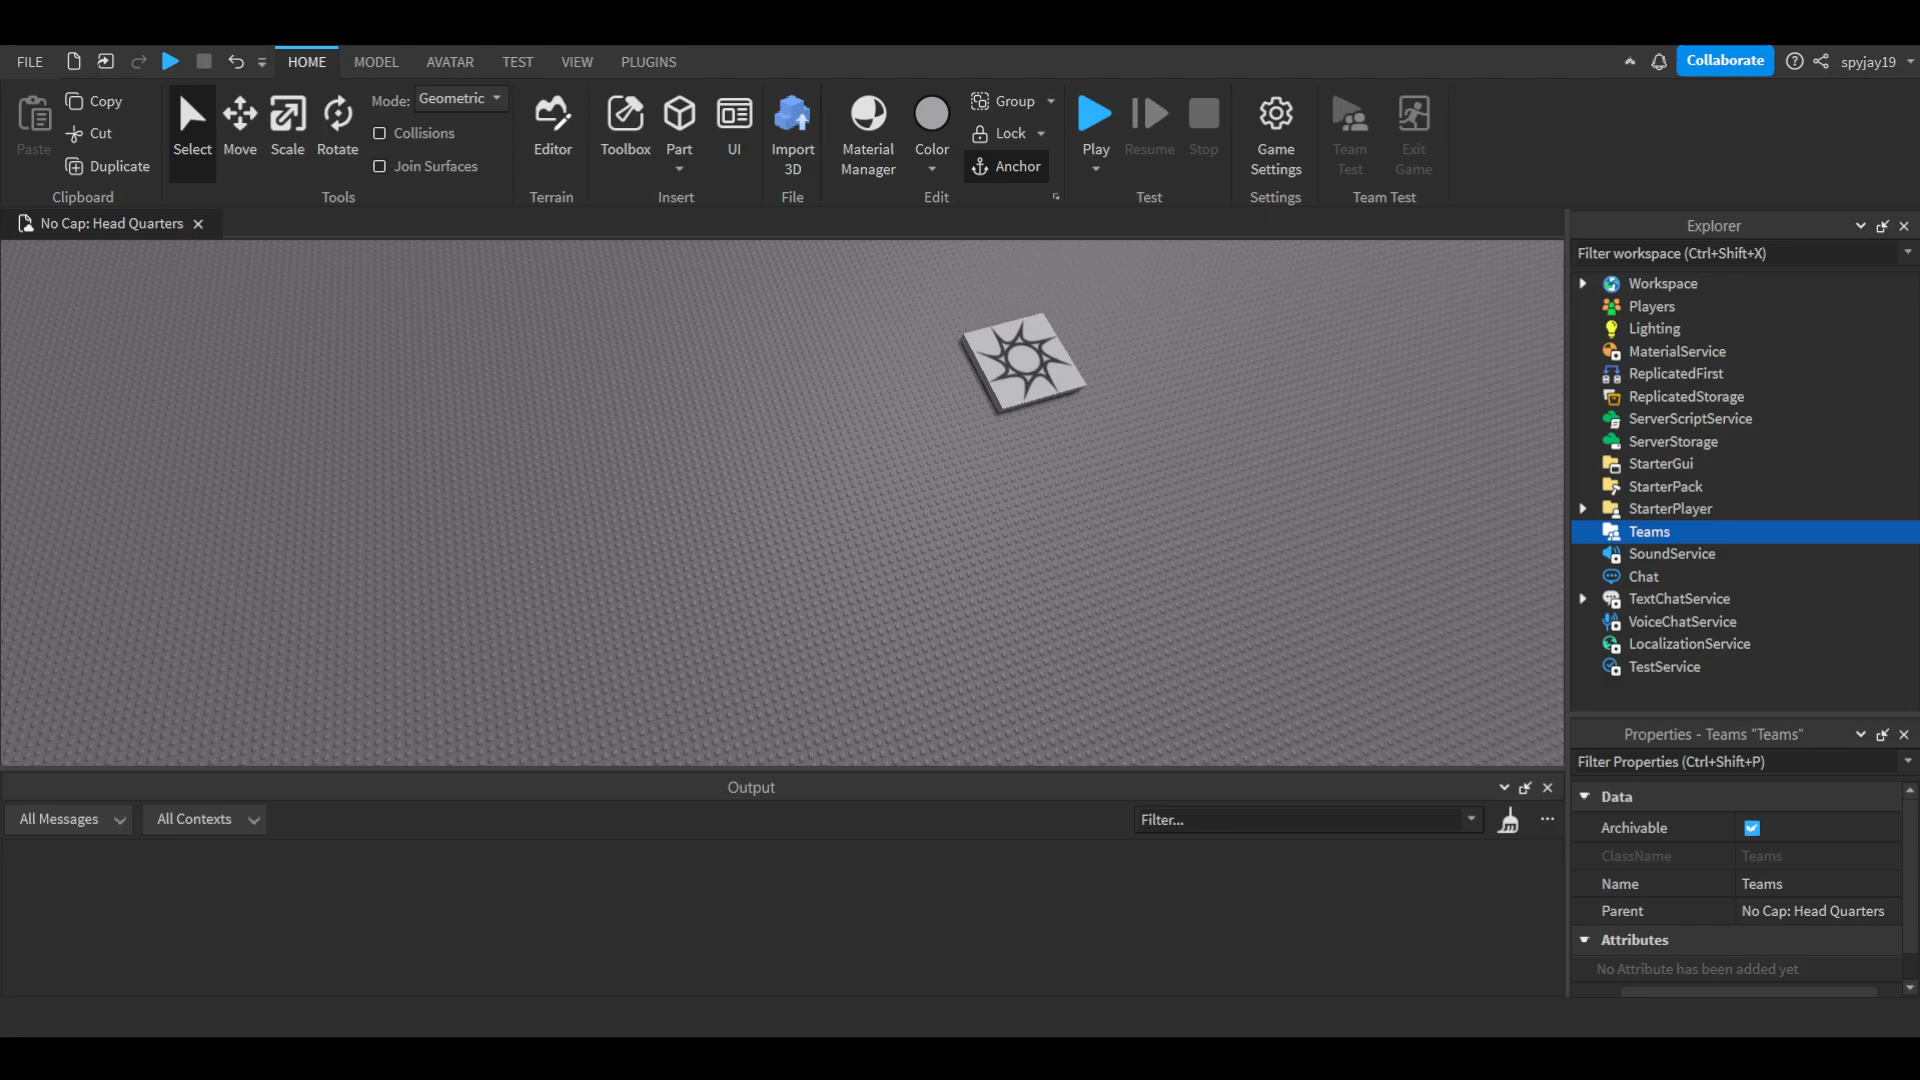 FILE HOME MODEL AVATAR TEST VIEW PLUGINS Collaborate spyjay19
Paste Copy Cut Duplicate
Clipboard
Select Move Scale Rotate Mode: Geometric Collisions Join Surfaces
Tools
Editor
Terrain
Toolbox Part UI
Insert
Import 3D
File
Material Manager Color Group Lock Anchor
Edit
Play Resume Stop
Test
Game Settings
Settings
Team Test Exit Game
Team Test
No Cap: Head Quarters
Explorer
Filter workspace (Ctrl+Shift+X)
Workspace
Players
Lighting
MaterialService
ReplicatedFirst
ReplicatedStorage
ServerScriptService
ServerStorage
StarterGui
StarterPack
StarterPlayer
Teams
SoundService
Chat
TextChatService
VoiceChatService
LocalizationService
TestService
Properties - Teams "Teams"
Filter Properties (Ctrl+Shift+P)
Data
Archivable
ClassName Teams
Name Teams
Parent No Cap: Head Quarters
Attributes
No Attribute has been added yet
Output
All Messages All Contexts Filter...